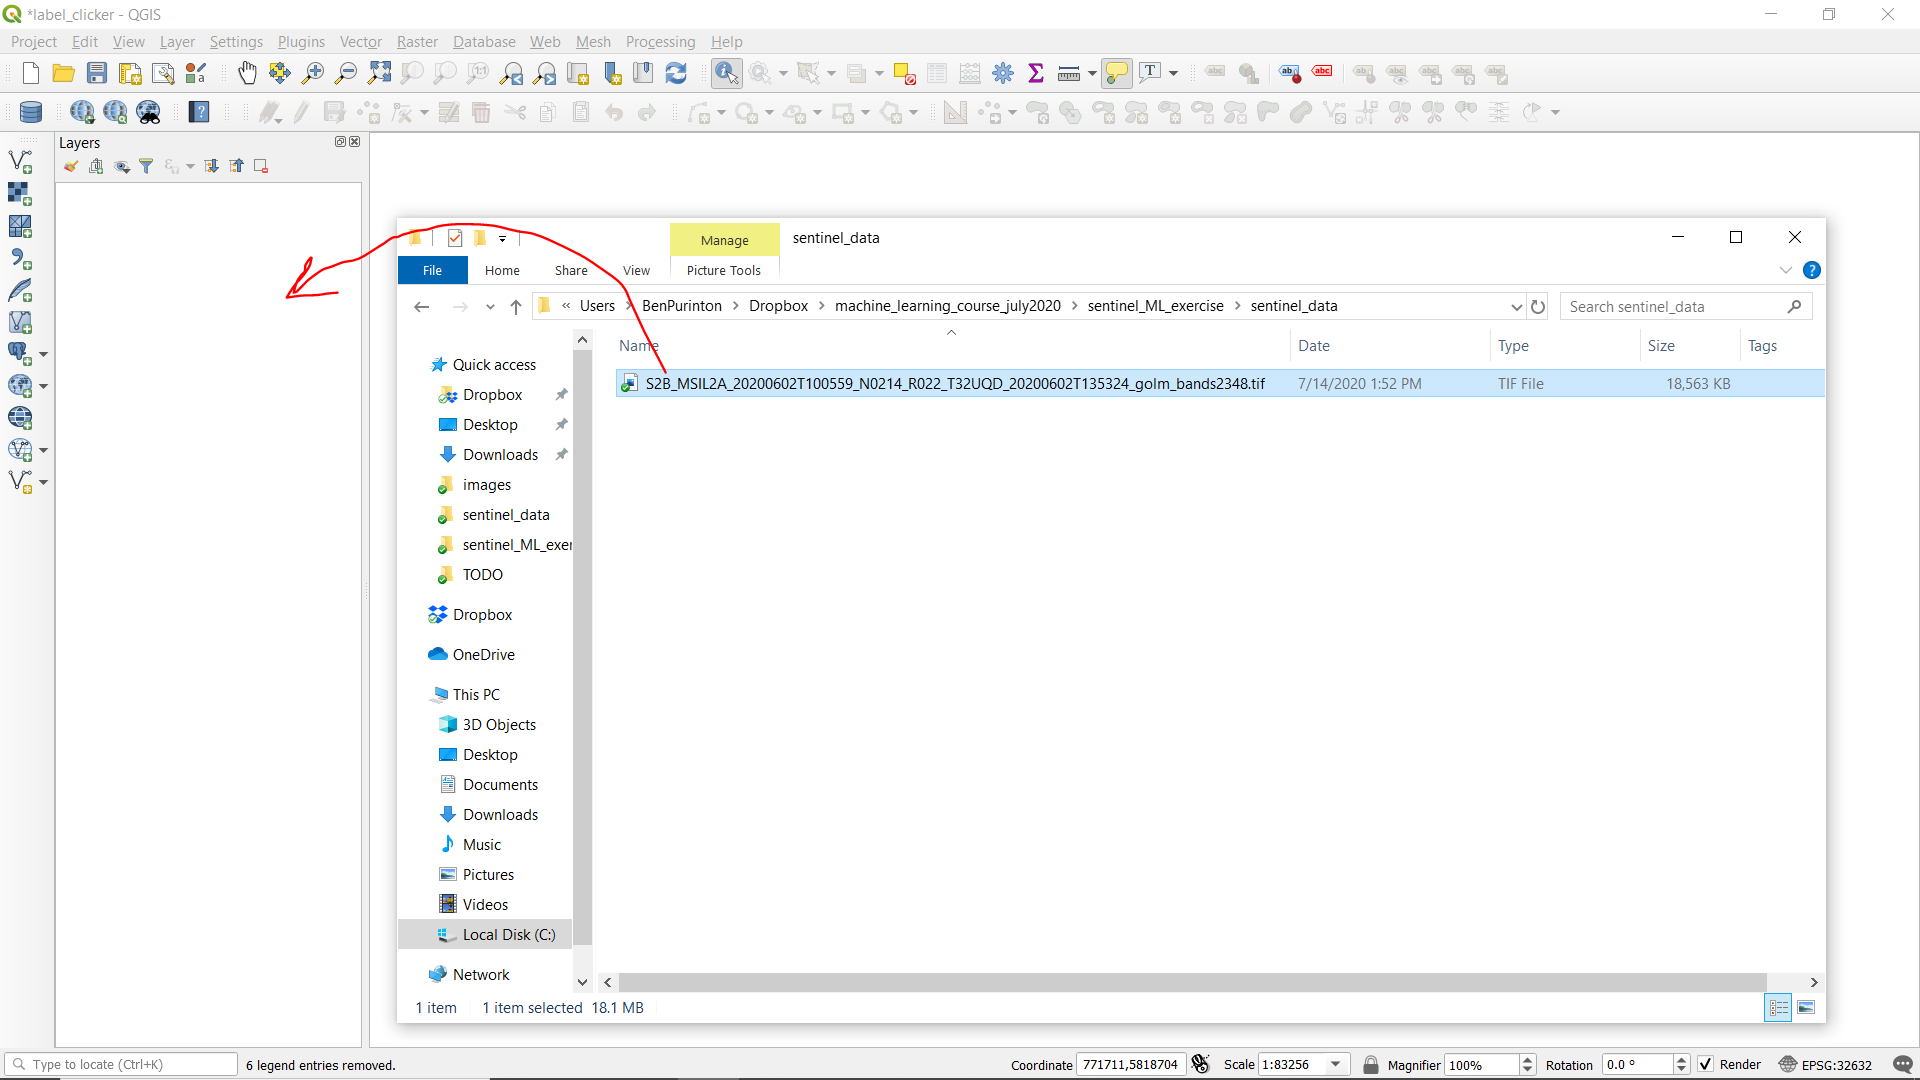 *label_clicker - QGIS
Project Edit View Layer Settings Plugins Vector Raster Database Web Mesh Processing Help
Layers
Manage sentinel_data
File Home Share View Picture Tools
« Users BenPurinton Dropbox machine_learning_course_july2020 sentinel_ML_exercise sentinel_data Search sentinel_data
Name Date Type Size Tags
S2B_MSIL2A_20200602T100559_N0214_R022_T32UQD_20200602T135324_golm_bands2348.tif 7/14/2020 1:52 PM TIF File 18,563 KB
Quick access
Dropbox
Desktop
Downloads
images
sentinel_data
sentinel_ML_exer
TODO
Dropbox
OneDrive
This PC
3D Objects
Desktop
Documents
Downloads
Music
Pictures
Videos
Local Disk (C:)
Network
1 item 1 item selected 18.1 MB
Type to locate (Ctrl+K) 6 legend entries removed. Coordinate 771711,5818704 Scale 1:83256 Magnifier 100% Rotation 0.0 ° Render EPSG:32632